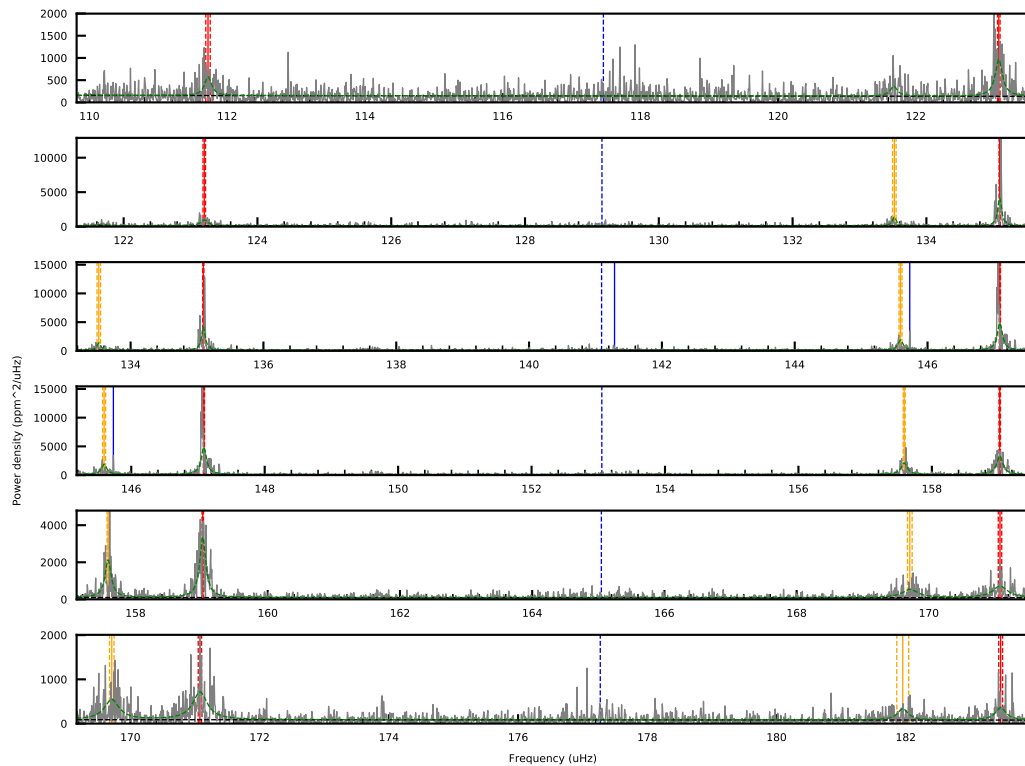 2000
1500
1000
500
0
110 112 114 116 118 120 122
10000
5000
0
122 124 126 128 130 132 134
15000
10000
5000
0
134 136 138 140 142 144 146
Power density (ppm^2/uHz)
15000
10000
5000
0
146 148 150 152 154 156 158
4000
2000
0
158 160 162 164 166 168 170
2000
1000
0
170 172 174 176 178 180 182
Frequency (uHz)